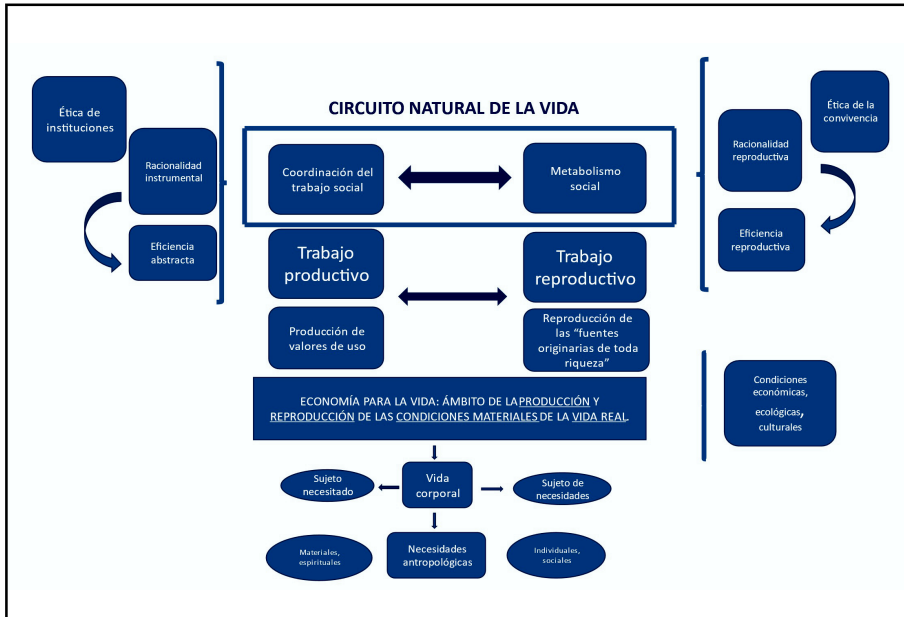 CIRCUITO NATURAL DE LA VIDA
Ética de
instituciones
Racionalidad
instrumental
Eficiencia
abstracta
Coordinación del
trabajo social
Metabolismo
social
Trabajo
productivo
Trabajo
reproductivo
Producción de
valores de uso
Reproducción de
las “fuentes
originarias de toda
riqueza”
Ética de la
convivencia
Racionalidad
reproductiva
Eficiencia
reproductiva
Condiciones
económicas,
ecológicas,
culturales
ECONOMÍA PARA LA VIDA: ÁMBITO DE LA PRODUCCIÓN Y
REPRODUCCIÓN DE LAS CONDICIONES MATERIALES DE LA VIDA REAL.
Sujeto
necesitado
Vida
corporal
Sujeto de
necesidades
Materiales,
espirituales
Necesidades
antropológicas
Individuales,
sociales